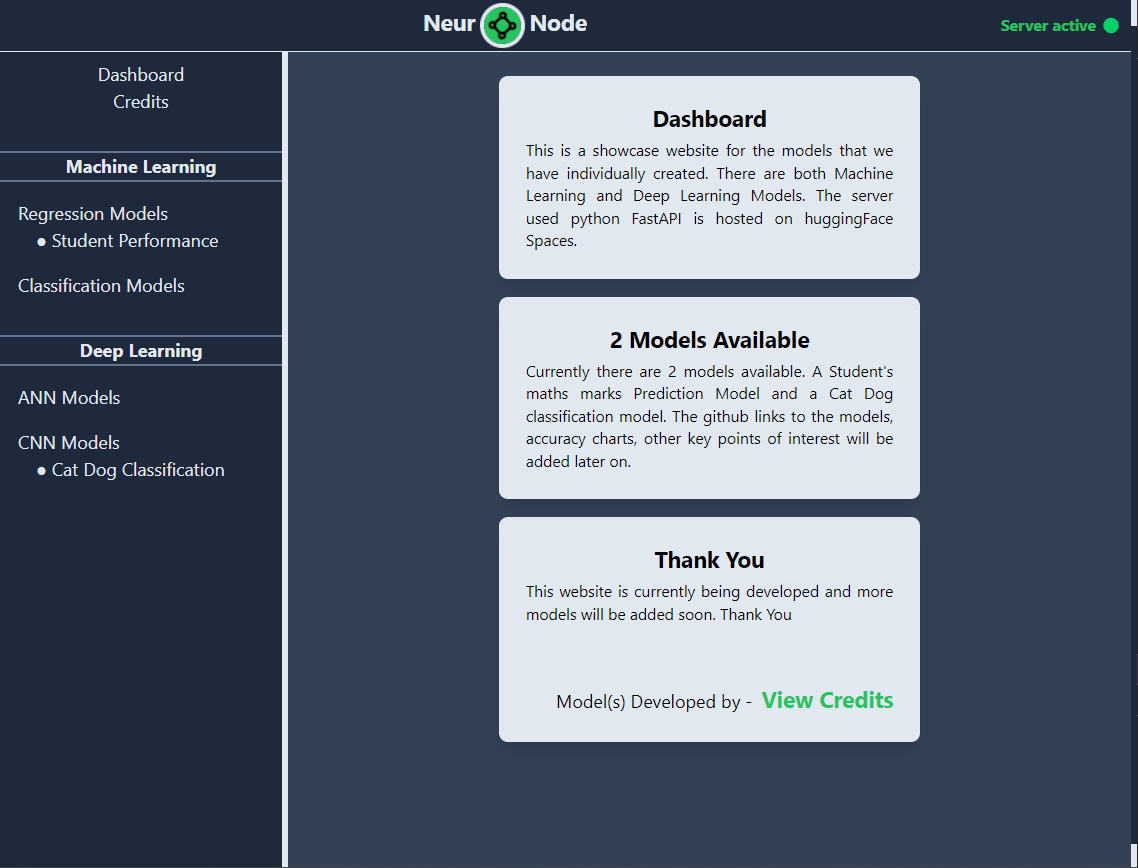 Neur Node
Server active
Dashboard
Credits
Machine Learning
Regression Models
● Student Performance
Classification Models
Deep Learning
ANN Models
CNN Models
● Cat Dog Classification
Dashboard
This is a showcase website for the models that we
have individually created. There are both Machine
Learning and Deep Learning Models. The server
used python FastAPI is hosted on huggingFace
Spaces.
2 Models Available
Currently there are 2 models available. A Student's
maths marks Prediction Model and a Cat Dog
classification model. The github links to the models,
accuracy charts, other key points of interest will be
added later on.
Thank You
This website is currently being developed and more
models will be added soon. Thank You
Model(s) Developed by - View Credits